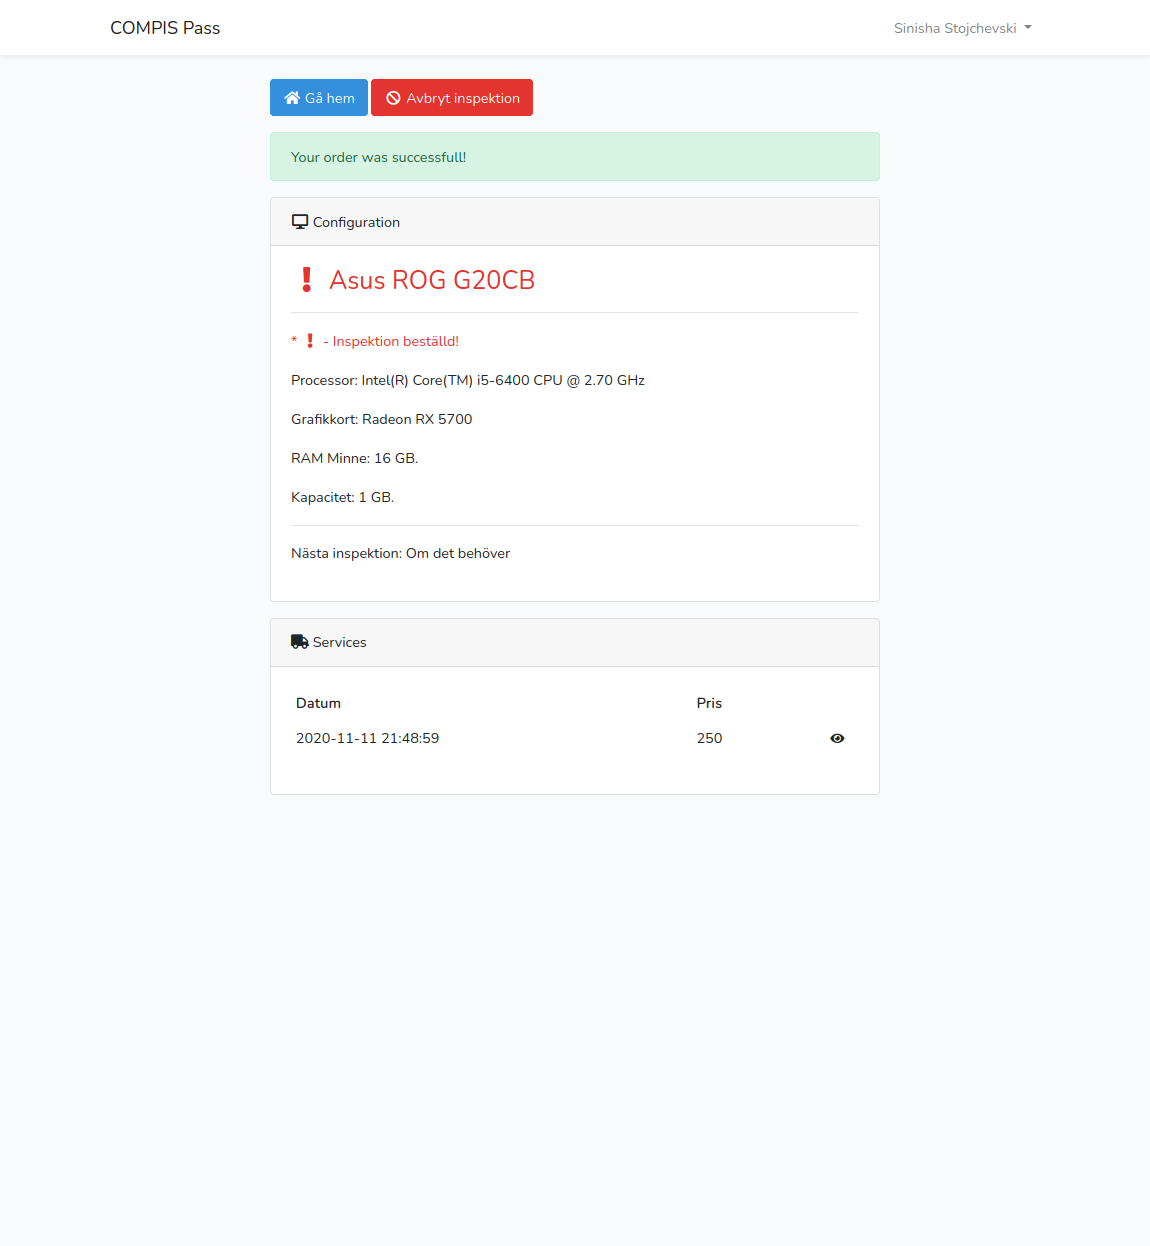 COMPIS Pass
Sinisha Stojchevski
Gå hem
Avbryt inspektion
Your order was successfull!
Configuration
Asus ROG G20CB
* ! - Inspektion beställd!
Processor: Intel(R) Core(TM) i5-6400 CPU @ 2.70 GHz
Grafikkort: Radeon RX 5700
RAM Minne: 16 GB.
Kapacitet: 1 GB.
Nästa inspektion: Om det behöver
Services
Datum Pris
2020-11-11 21:48:59 250